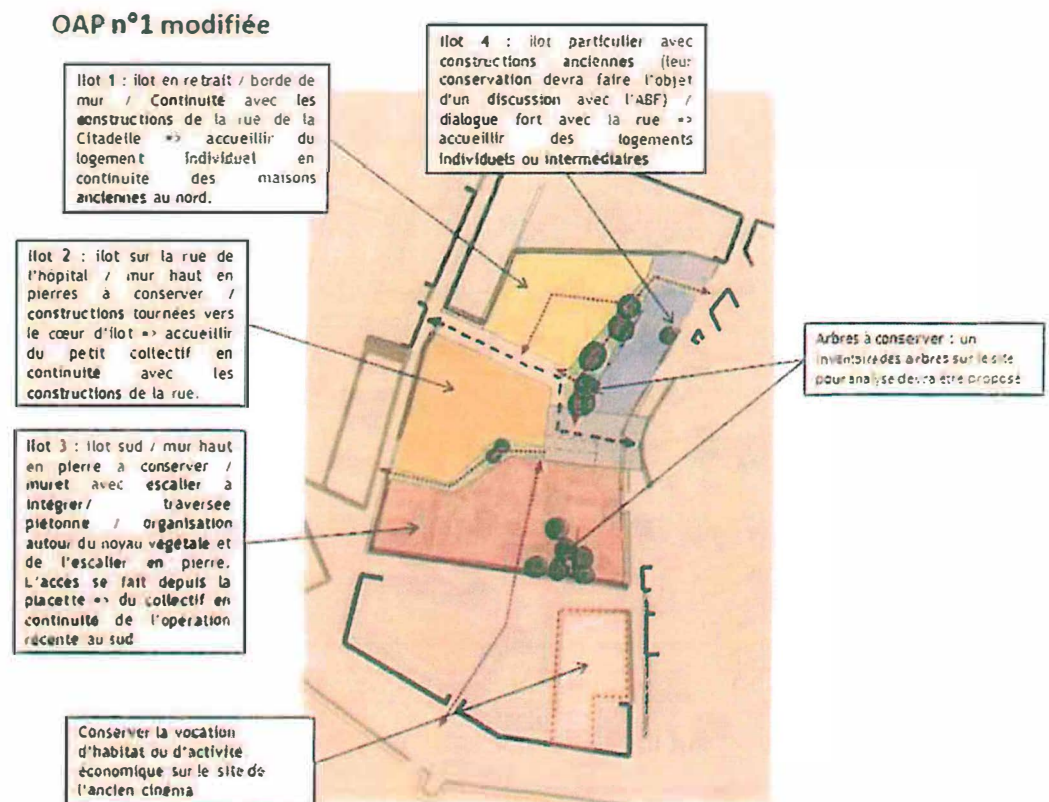 OAP n°1 modifiée
Ilot 1 : ilot en retrait / borde de
mur / Continuité avec les
constructions de la rue de la
Citadelle => accueillir du
logement individuel en
continuité des maisons
anciennes au nord.
Ilot 4 : ilot particulier avec
constructions anciennes (leur
conservation devra faire l'objet
d'un discussion avec l'ABF) /
dialogue fort avec la rue =>
accueillir des logements
individuels ou intermédiaires
Ilot 2 : ilot sur la rue de
l'hôpital / mur haut en
pierres à conserver /
constructions tournées vers
le cœur d'ilot => accueillir
du petit collectif en
continuité avec les
constructions de la rue.
Arbres à conserver : un
inventaire des arbres sur le site
pour analyse devra être proposé
Ilot 3 : ilot sud / mur haut
en pierre à conserver /
muret avec escalier à
intégrer/ traversée
piétonne / organisation
autour du noyau végétale et
de l'escalier en pierre.
L'accès se fait depuis la
placette => du collectif en
continuité de l'opération
récente au sud
Conserver la vocation
d'habitat ou d'activité
économique sur le site de
l'ancien cinéma